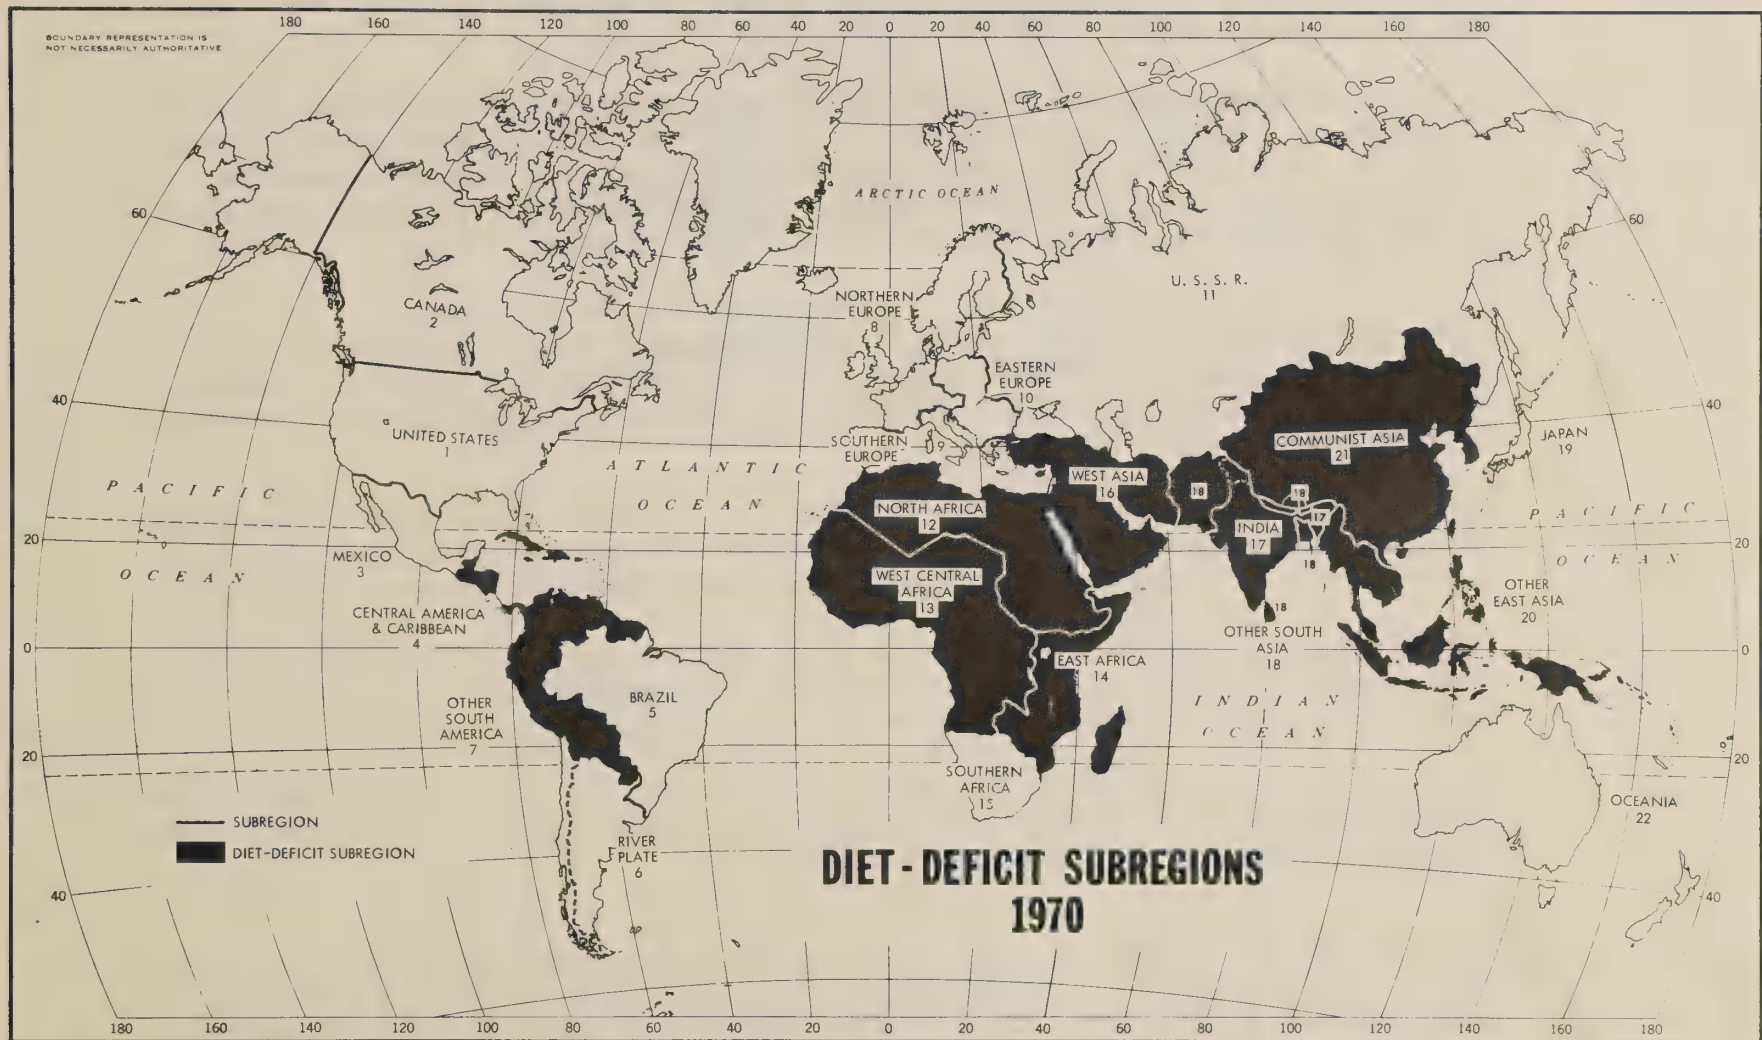 180 160 140 120 100 80 60 40 20 0 20 40 60 80 100 120 140 160 180
BOUNDARY REPRESENTATION IS
NOT NECESSARILY AUTHORITATIVE
ARCTIC OCEAN
60
60
U. S. S. R.
11
CANADA
2
NORTHERN
EUROPE
8
EASTERN
EUROPE
10
40
40
UNITED STATES
1
SOUTHERN
EUROPE
9
COMMUNIST ASIA
21
JAPAN
19
ATLANTIC
OCEAN
WEST ASIA
16
18
18
PACIFIC
OCEAN
NORTH AFRICA
12
INDIA
17
17
18
PACIFIC
OCEAN
20
20
MEXICO
3
WEST CENTRAL
AFRICA
13
18
OTHER
EAST ASIA
20
CENTRAL AMERICA
& CARIBBEAN
4
OTHER SOUTH
ASIA
18
0
0
EAST AFRICA
14
BRAZIL
5
INDIAN
OCEAN
OTHER
SOUTH
AMERICA
7
20
20
SOUTHERN
AFRICA
15
OCEANIA
22
SUBREGION
DIET-DEFICIT SUBREGION
RIVER
PLATE
6
DIET-DEFICIT SUBREGIONS
1970
40
40
180 160 140 120 100 80 60 40 20 0 20 40 60 80 100 120 140 160 180